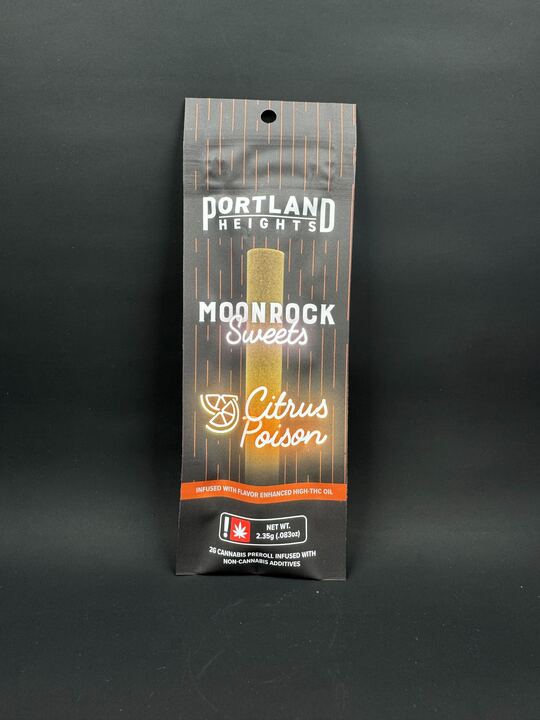 PORTLAND
HEIGHTS
MOONROCK
Sweets
Citrus
Poison
INFUSED WITH FLAVOR ENHANCED HIGH-THC OIL
!
NET WT.
2.35g (.083oz)
2G CANNABIS PREROLL INFUSED WITH
NON-CANNABIS ADDITIVES